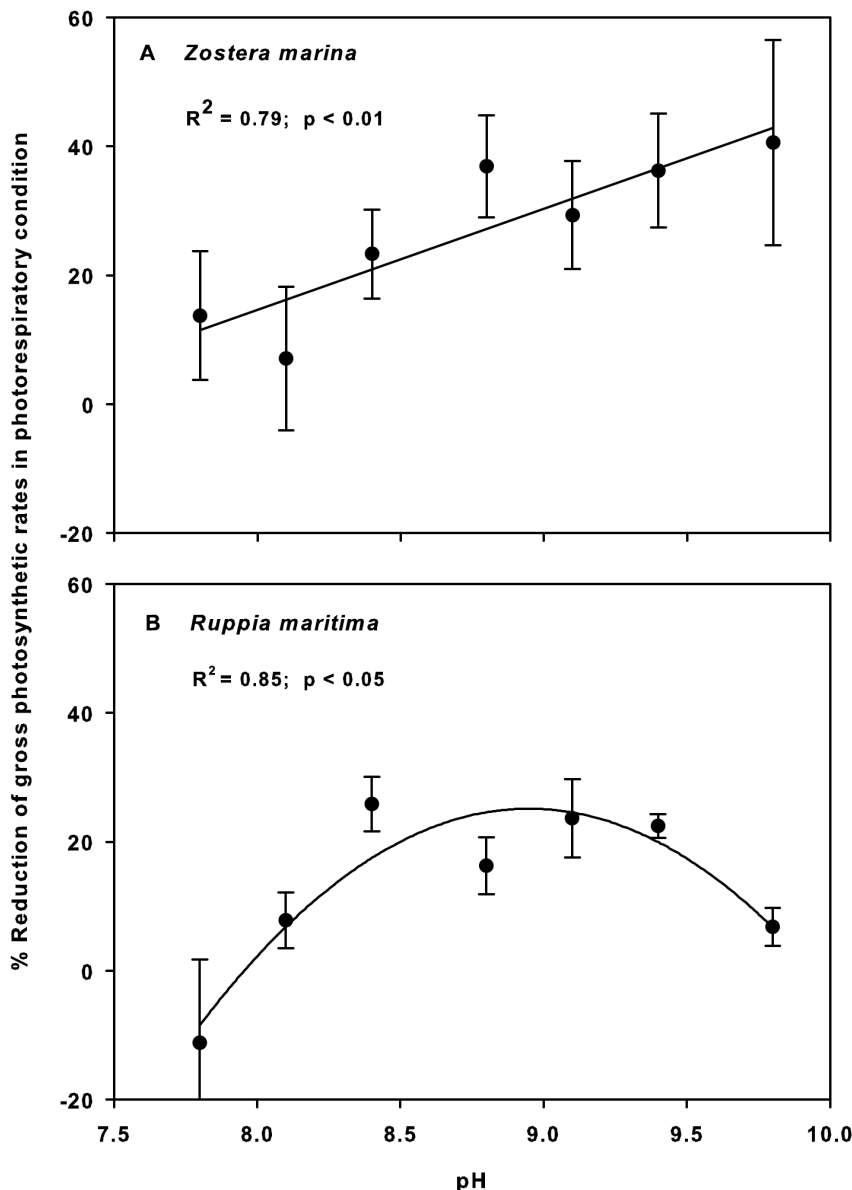 % Reduction of gross photosynthetic rates in photorespiratory condition
60
A Zostera marina
R² = 0.79; p < 0.01
40
20
0
-20
60
B Ruppia maritima
R² = 0.85; p < 0.05
40
20
0
-20
7.5 8.0 8.5 9.0 9.5 10.0
pH